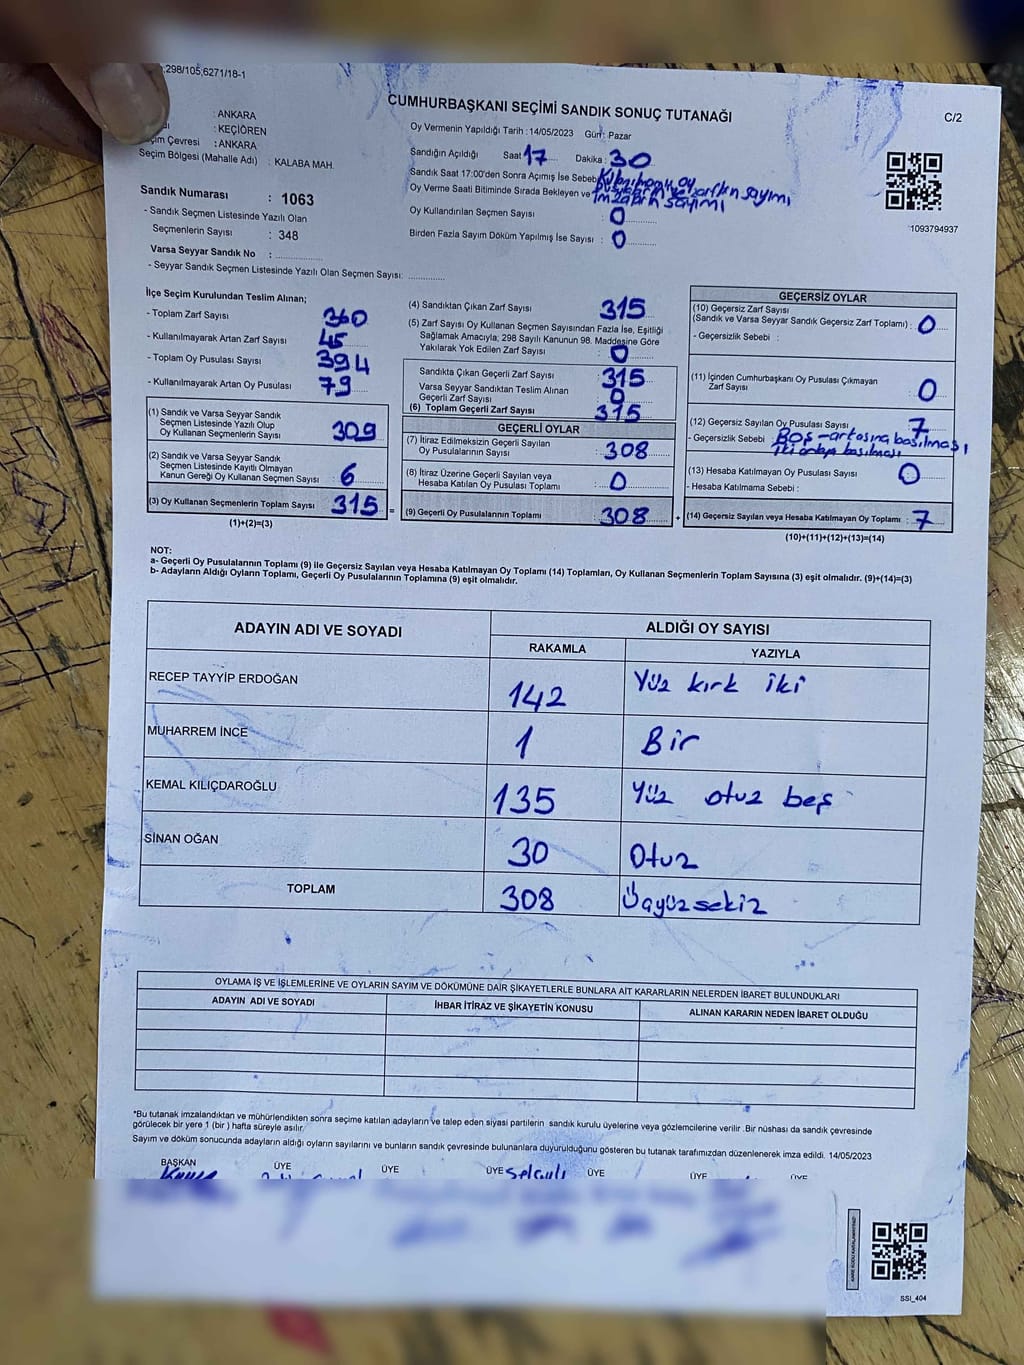 298/105,6271/18-1
CUMHURBAŞKANI SEÇİMİ SANDIK SONUÇ TUTANAĞI
C/2
: ANKARA
: KEÇİÖREN
Çevresi : ANKARA
Seçim Bölgesi (Mahalle Adı) : KALABA MAH.
Oy Vermenin Yapıldığı Tarih : 14/05/2023 Gün : Pazar
Sandığın Açıldığı Saat 17 Dakika : 30
Sandık Saat 17:00'den Sonra Açımış İse Sebebi
Oy Verme Saati Bitiminde Sırada Bekleyen ve
zarfların sayımı
imzaların sayımı
Oy Kullandırılan Seçmen Sayısı : 0
Birden Fazla Sayım Döküm Yapılmış İse Sayısı : 0
1093794937
Sandık Numarası : 1063
- Sandık Seçmen Listesinde Yazılı Olan
Seçmenlerin Sayısı : 348
Varsa Seyyar Sandık No :
- Seyyar Sandık Seçmen Listesinde Yazılı Olan Seçmen Sayısı:
İlçe Seçim Kurulundan Teslim Alınan;
- Toplam Zarf Sayısı 360
- Kullanılmayarak Artan Zarf Sayısı 45
- Toplam Oy Pusulası Sayısı 394
- Kullanılmayarak Artan Oy Pusulası 79
(1) Sandık ve Varsa Seyyar Sandık
Seçmen Listesinde Yazılı Olup
Oy Kullanan Seçmenlerin Sayısı 309
(2) Sandık ve Varsa Seyyar Sandık
Seçmen Listesinde Kayıtlı Olmayan
Kanun Gereği Oy Kullanan Seçmen Sayısı : 6
(3) Oy Kullanan Seçmenlerin Toplam Sayısı 315 =
(1)+(2)=(3)
(4) Sandıktan Çıkan Zarf Sayısı 315
(5) Zarf Sayısı Oy Kullanan Seçmen Sayısından Fazla İse, Eşitliği
Sağlamak Amacıyla; 298 Sayılı Kanunun 98. Maddesine Göre
Yakılarak Yok Edilen Zarf Sayısı : 0
Sandıkta Çıkan Geçerli Zarf Sayısı : 315
Varsa Seyyar Sandıktan Teslim Alınan
Geçerli Zarf Sayısı : 0
(6) Toplam Geçerli Zarf Sayısı : 315
GEÇERLİ OYLAR
(7) İtiraz Edilmeksizin Geçerli Sayılan
Oy Pusulalarının Sayısı : 308
(8) İtiraz Üzerine Geçerli Sayılan veya
Hesaba Katılan Oy Pusulası Toplamı : 0
(9) Geçerli Oy Pusulalarının Toplamı : 308 +
GEÇERSİZ OYLAR
(10) Geçersiz Zarf Sayısı
(Sandık ve Varsa Seyyar Sandık Geçersiz Zarf Toplamı) : 0
- Geçersizlik Sebebi :
(11) İçinden Cumhurbaşkanı Oy Pusulası Çıkmayan
Zarf Sayısı : 0
(12) Geçersiz Sayılan Oy Pusulası Sayısı : 7
- Geçersizlik Sebebi Boş - arkasına basılması
basılması
(13) Hesaba Katılmayan Oy Pusulası Sayısı : 0
- Hesaba Katılmama Sebebi :
(14) Geçersiz Sayılan veya Hesaba Katılmayan Oy Toplamı : 7
(10)+(11)+(12)+(13)=(14)
NOT:
a- Geçerli Oy Pusulalarının Toplamı (9) ile Geçersiz Sayılan veya Hesaba Katılmayan Oy Toplamı (14) Toplamları, Oy Kullanan Seçmenlerin Toplam Sayısına (3) eşit olmalıdır. (9)+(14)=(3)
b- Adayların Aldığı Oyların Toplamı, Geçerli Oy Pusulalarının Toplamına (9) eşit olmalıdır.
ADAYIN ADI VE SOYADI
ALDIĞI OY SAYISI
RAKAMLA YAZIYLA
RECEP TAYYİP ERDOĞAN 142 Yüz kırk iki
MUHARREM İNCE 1 Bir
KEMAL KILIÇDAROĞLU 135 Yüz otuz beş
SİNAN OĞAN 30 Otuz
TOPLAM 308 Üçyüzsekiz
OYLAMA İŞ VE İŞLEMLERİNE VE OYLARIN SAYIM VE DÖKÜMÜNE DAİR ŞİKAYETLERLE BUNLARA AİT KARARLARIN NELERDEN İBARET BULUNDUKLARI
ADAYIN ADI VE SOYADI İHBAR İTİRAZ VE ŞİKAYETİN KONUSU ALINAN KARARIN NEDEN İBARET OLDUĞU
*Bu tutanak imzalandıktan ve mühürlendikten sonra seçime katılan adayların ve talep eden siyasi partilerin sandık kurulu üyelerine veya gözlemcilerine verilir .Bir nüshası da sandık çevresinde
görülecek bir yere 1 (bir ) hafta süreyle asılır.
Sayım ve döküm sonucunda adayların aldığı oyların sayılarını ve bunların sandık çevresinde bulunanlara duyurulduğunu gösteren bu tutanak tarafımızdan düzenlenerek imza edildi. 14/05/2023
BAŞKAN ÜYE ÜYE ÜYE ÜYE ÜYE ÜYE
SSI_404